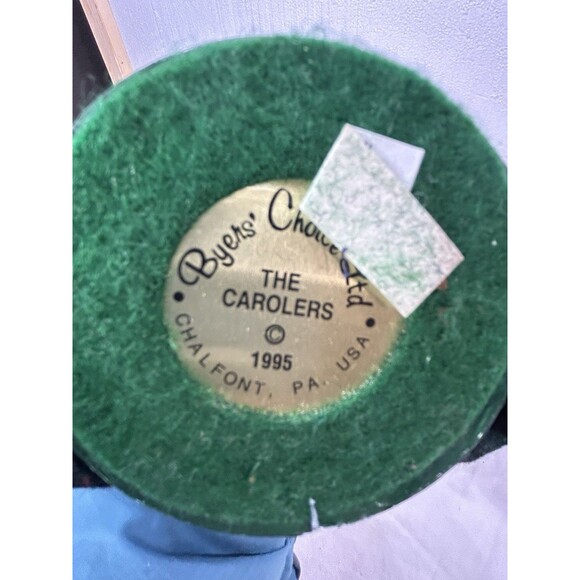 Byers' Choice Ltd
THE
CAROLERS
©
1995
• CHALFONT, PA. USA •